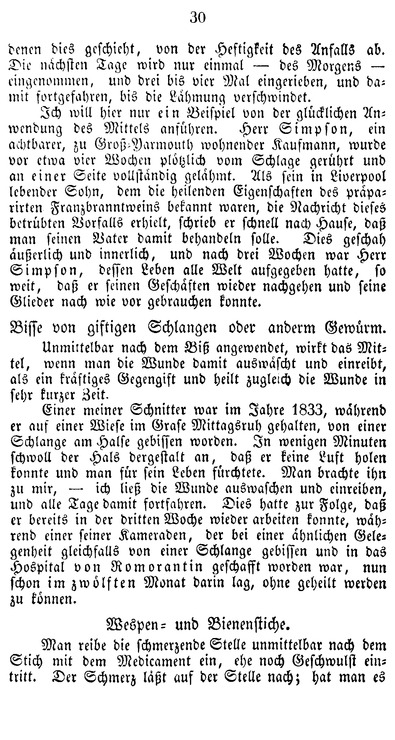 30
denen dies geschieht, von der Heftigkeit des Anfalls ab.
Die nächsten Tage wird nur einmal — des Morgens —
eingenommen, und drei bis vier Mal eingerieben, und da-
mit fortgefahren, bis die Lähmung verschwindet.
Ich will hier nur ein Beispiel von der glücklichen An-
wendung des Mittels anführen. Herr Simpson, ein
achtbarer, zu Groß-Yarmouth wohnender Kaufmann, wurde
vor etwa vier Wochen plötzlich vom Schlage gerührt und
an einer Seite vollständig gelähmt. Als sein in Liverpool
lebender Sohn, dem die heilenden Eigenschaften des präpa-
rirten Franzbranntweins bekannt waren, die Nachricht dieses
betrübten Vorfalls erhielt, schrieb er schnell nach Hause, daß
man seinen Vater damit behandeln solle. Dies geschah
äußerlich und innerlich, und nach drei Wochen war Herr
Simpson, dessen Leben alle Welt aufgegeben hatte, so
weit, daß er seinen Geschäften wieder nachgehen und seine
Glieder nach wie vor gebrauchen konnte.
Bisse von giftigen Schlangen oder anderm Gewürm.
Unmittelbar nach dem Biß angewendet, wirkt das Mit-
tel, wenn man die Wunde damit auswäscht und einreibt,
als ein kräftiges Gegengift und heilt zugleich die Wunde in
sehr kurzer Zeit.
Einer meiner Schnitter war im Jahre 1833, während
er auf einer Wiese im Grase Mittagsruh gehalten, von einer
Schlange am Halse gebissen worden. In wenigen Minuten
schwoll der Hals dergestalt an, daß er keine Luft holen
konnte und man für sein Leben fürchtete. Man brachte ihn
zu mir, — ich ließ die Wunde auswaschen und einreiben,
und alle Tage damit fortfahren. Dies hatte zur Folge, daß
er bereits in der dritten Woche wieder arbeiten konnte, wäh-
rend einer seiner Kameraden, der bei einer ähnlichen Gele-
genheit gleichfalls von einer Schlange gebissen und in das
Hospital von Romorantin geschafft worden war, nun
schon im zwölften Monat darin lag, ohne geheilt werden
zu können.
Wespen- und Bienenstiche.
Man reibe die schmerzende Stelle unmittelbar nach dem
Stich mit dem Medicament ein, ehe noch Geschwulst ein-
tritt. Der Schmerz läßt auf der Stelle nach; hat man es